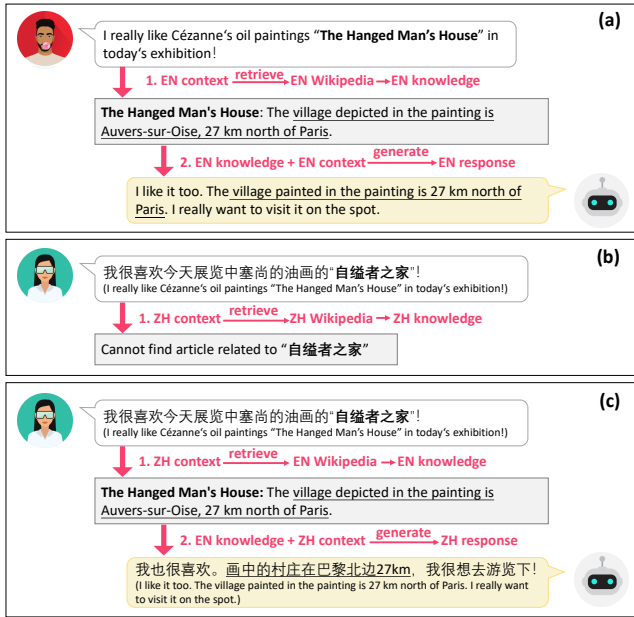 (a)
I really like Cézanne‘s oil paintings “The Hanged Man’s House” in
today‘s exhibition!
1. EN context retrieve EN Wikipedia EN knowledge
The Hanged Man's House: The village depicted in the painting is
Auvers-sur-Oise, 27 km north of Paris.
2. EN knowledge + EN context generate EN response
I like it too. The village painted in the painting is 27 km north of
Paris. I really want to visit it on the spot.
(b)
我很喜欢今天展览中塞尚的油画的“自缢者之家”!
(I really like Cézanne‘s oil paintings “The Hanged Man’s House” in today‘s exhibition!)
1. ZH context retrieve ZH Wikipedia ZH knowledge
Cannot find article related to “自缢者之家”
(c)
我很喜欢今天展览中塞尚的油画的“自缢者之家”!
(I really like Cézanne‘s oil paintings “The Hanged Man’s House” in today‘s exhibition!)
1. ZH context retrieve EN Wikipedia EN knowledge
The Hanged Man's House: The village depicted in the painting is
Auvers-sur-Oise, 27 km north of Paris.
2. EN knowledge + ZH context generate ZH response
我也很喜欢。画中的村庄在巴黎北边27km，我很想去游览下!
(I like it too. The village painted in the painting is 27 km north of Paris. I really want
to visit it on the spot.)